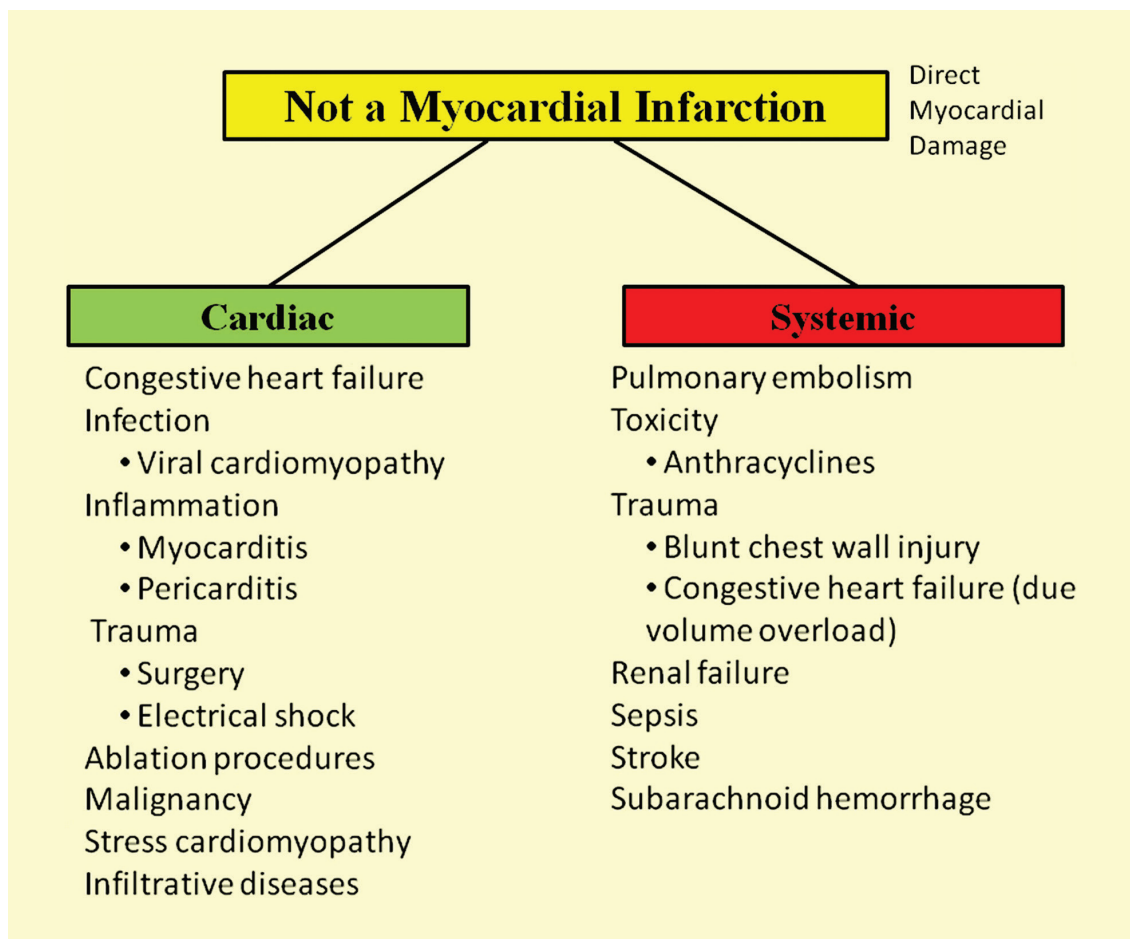 Not a Myocardial Infarction
Direct
Myocardial
Damage
Cardiac
Congestive heart failure
Infection
• Viral cardiomyopathy
Inflammation
• Myocarditis
• Pericarditis
Trauma
• Surgery
• Electrical shock
Ablation procedures
Malignancy
Stress cardiomyopathy
Infiltrative diseases
Systemic
Pulmonary embolism
Toxicity
• Anthracyclines
Trauma
• Blunt chest wall injury
• Congestive heart failure (due
volume overload)
Renal failure
Sepsis
Stroke
Subarachnoid hemorrhage